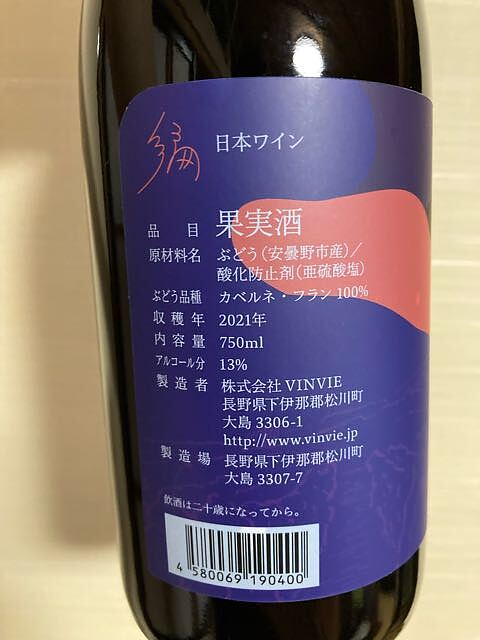 編
日本ワイン
品目 果実酒
原材料名 ぶどう（安曇野市産）／
酸化防止剤（亜硫酸塩）
ぶどう品種 カベルネ・フラン 100%
収穫年 2021年
内容量 750ml
アルコール分 13%
製造者 株式会社 VINVIE
長野県下伊那郡松川町
大島 3306-1
http://www.vinvie.jp
製造場 長野県下伊那郡松川町
大島 3307-7
飲酒は二十歳になってから。
4 580069 190400